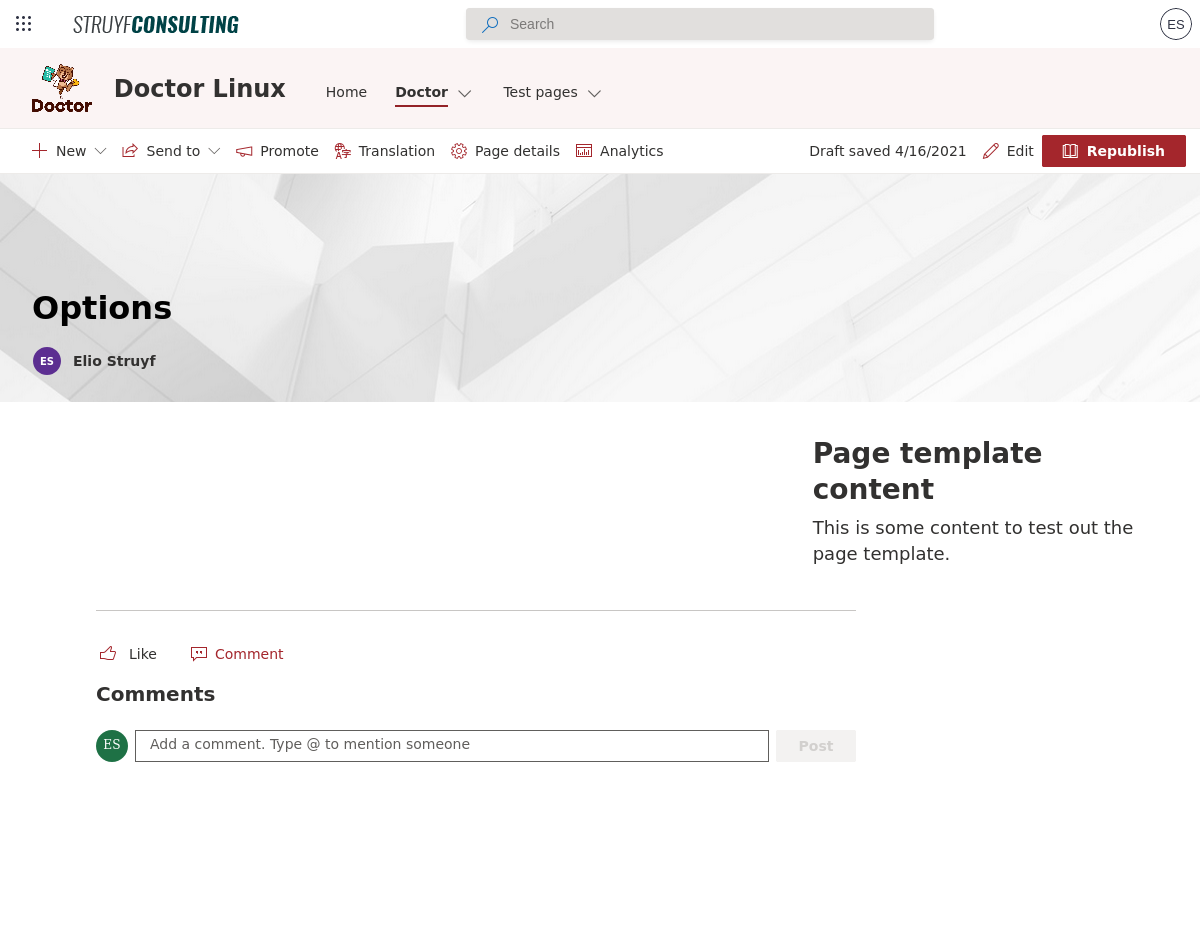 STRUYFCONSULTING
Search
ES
Doctor
Doctor Linux
Home
Doctor
Test pages
New
Send to
Promote
Translation
Page details
Analytics
Draft saved 4/16/2021
Edit
Republish
Options
ES
Elio Struyf
Page template
content
This is some content to test out the
page template.
Like
Comment
Comments
ES
Add a comment. Type @ to mention someone
Post